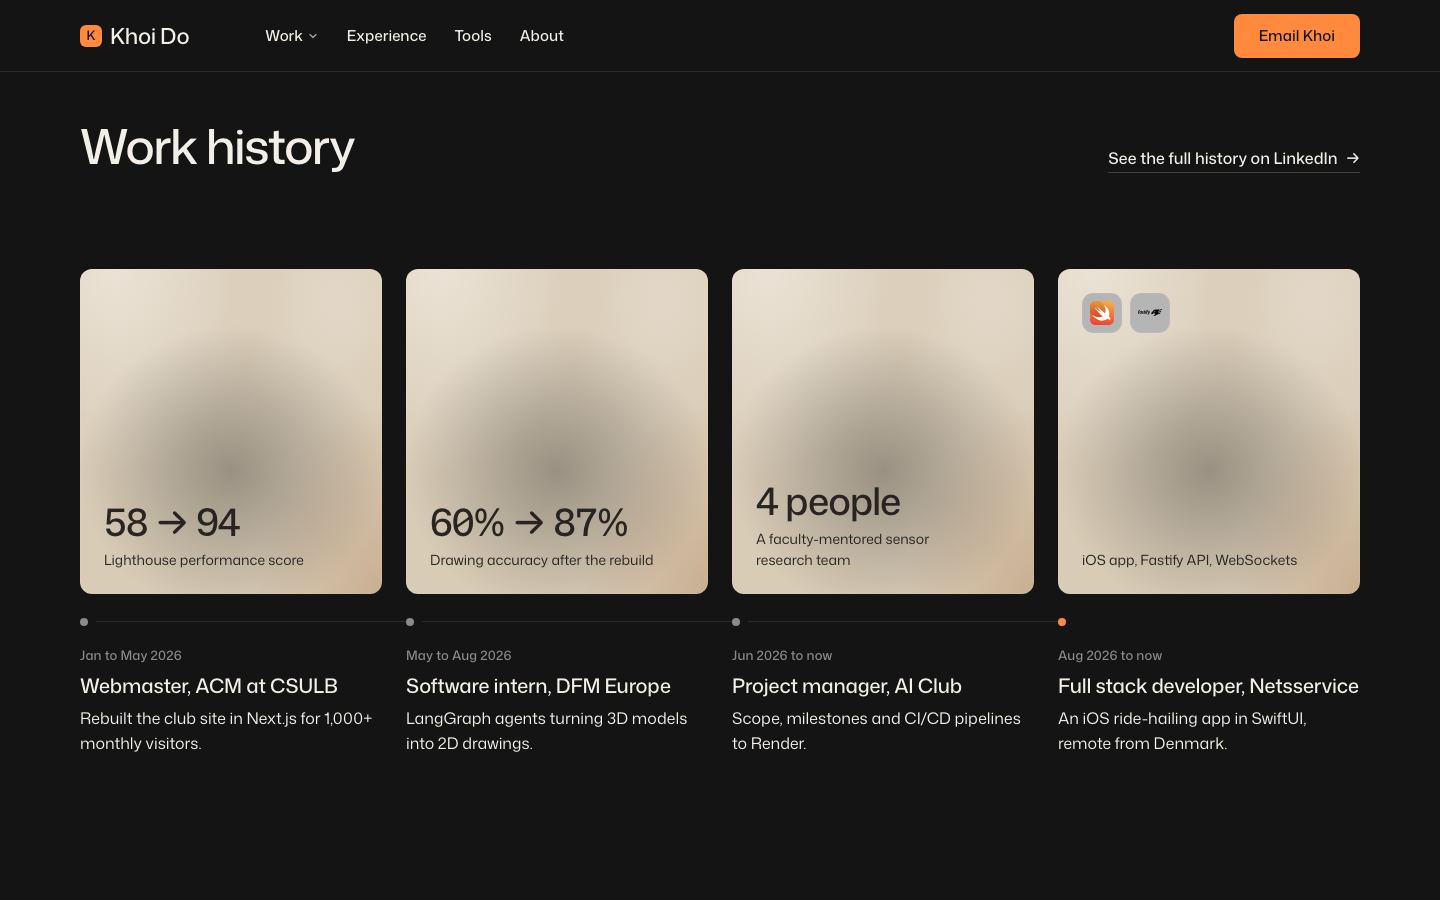 K Khoi Do
Work
Experience
Tools
About
Email Khoi
Work history
See the full history on LinkedIn →
58 → 94
Lighthouse performance score
60% → 87%
Drawing accuracy after the rebuild
4 people
A faculty-mentored sensor
research team
fastify
iOS app, Fastify API, WebSockets
Jan to May 2026
Webmaster, ACM at CSULB
Rebuilt the club site in Next.js for 1,000+
monthly visitors.
May to Aug 2026
Software intern, DFM Europe
LangGraph agents turning 3D models
into 2D drawings.
Jun 2026 to now
Project manager, AI Club
Scope, milestones and CI/CD pipelines
to Render.
Aug 2026 to now
Full stack developer, Netsservice
An iOS ride-hailing app in SwiftUI,
remote from Denmark.